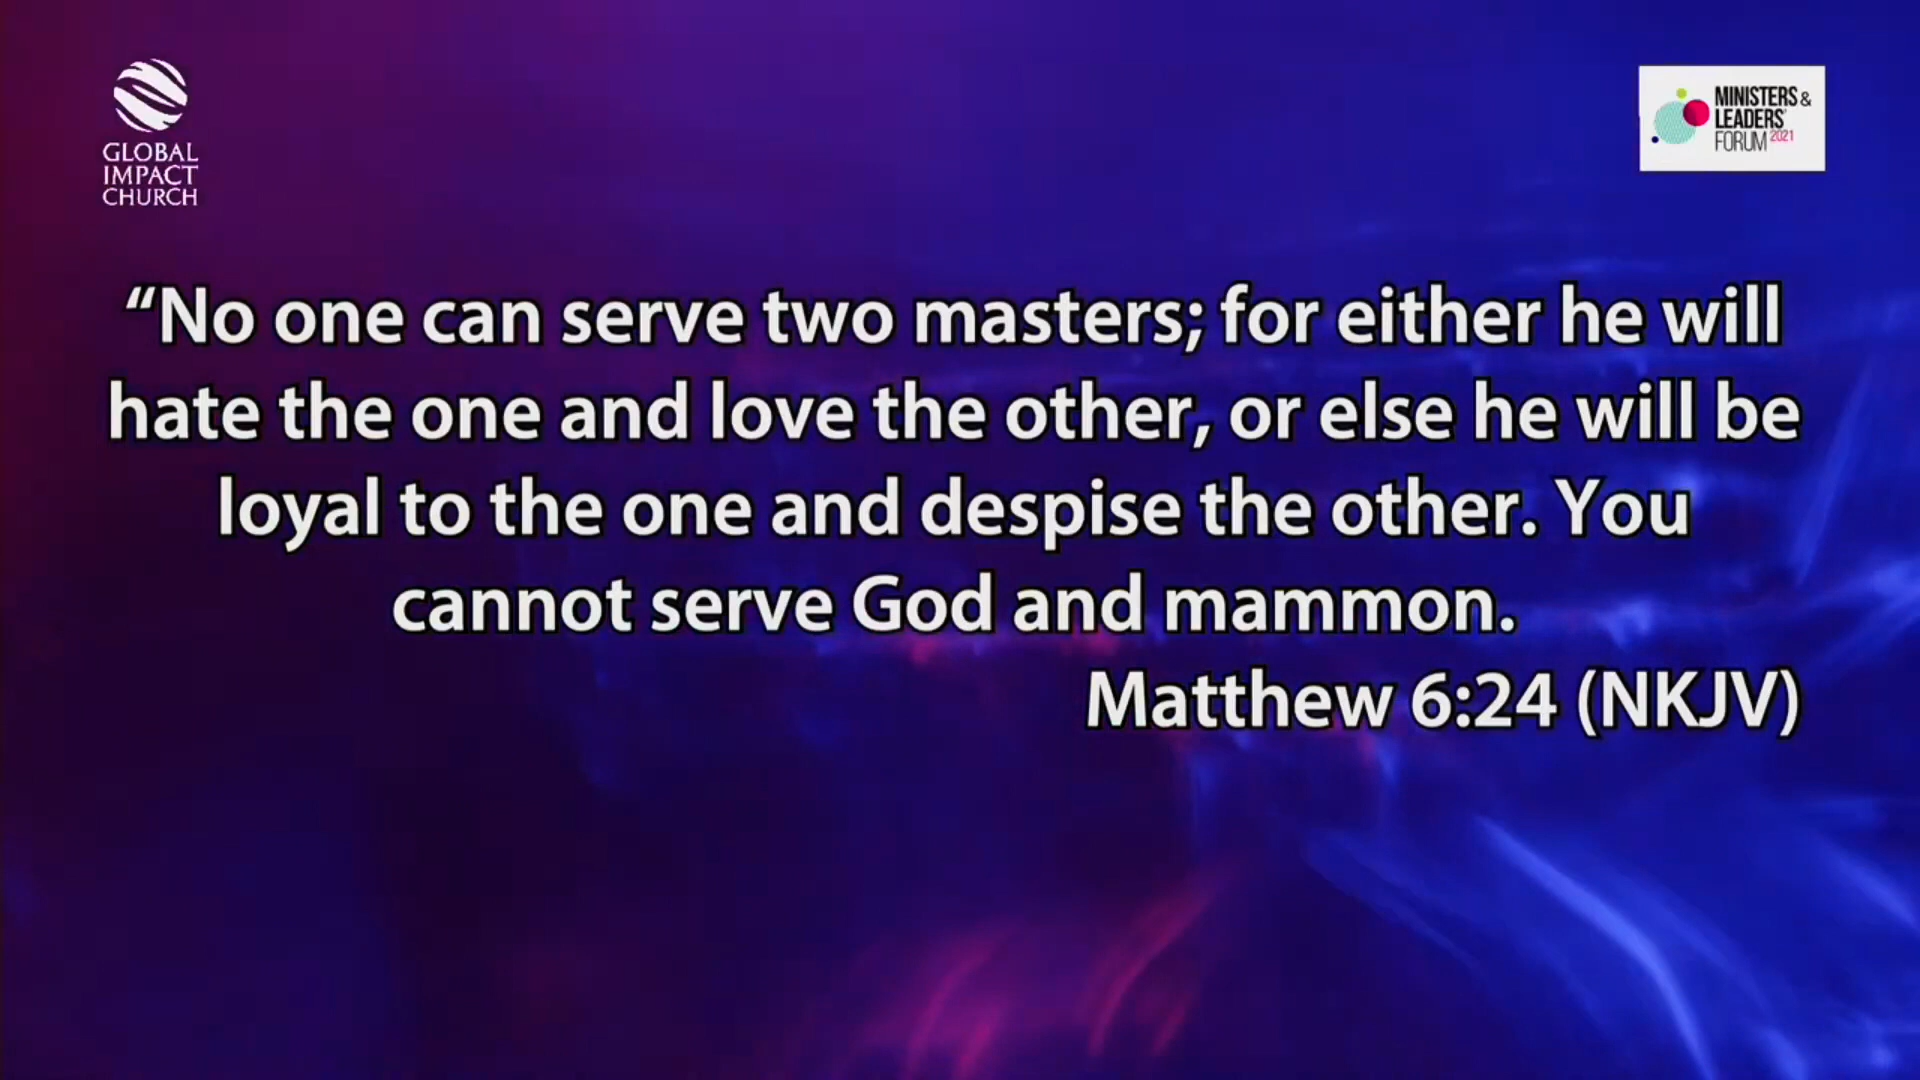 GLOBAL
IMPACT
CHURCH
MINISTERS &
LEADERS'
FORUM 2021
“No one can serve two masters; for either he will
hate the one and love the other, or else he will be
loyal to the one and despise the other. You
cannot serve God and mammon.
Matthew 6:24 (NKJV)